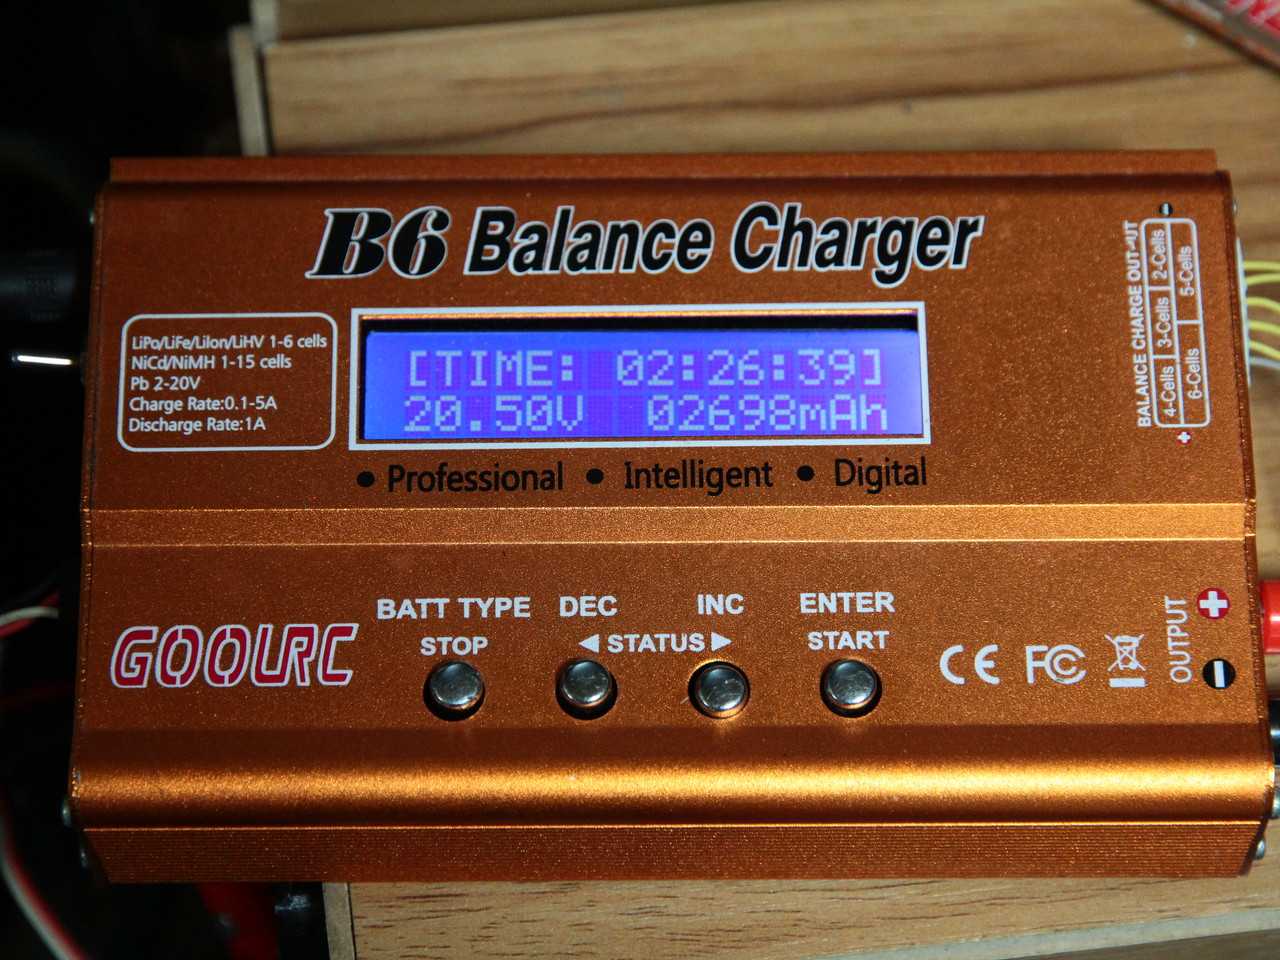 B6 Balance Charger
LiPo/LiFe/LiIon/LiHV 1-6 cells
NiCd/NiMH 1-15 cells
Pb 2-20V
Charge Rate:0.1-5A
Discharge Rate:1A
[TIME: 02:26:39]
20.50V 02698mAh
• Professional • Intelligent • Digital
BALANCE CHARGE OUTPUT
2-Cells
3-Cells
4-Cells
5-Cells
6-Cells
BATT TYPE DEC INC ENTER
STOP ◀ STATUS ▶ START
GOOLRC
CE FC
OUTPUT